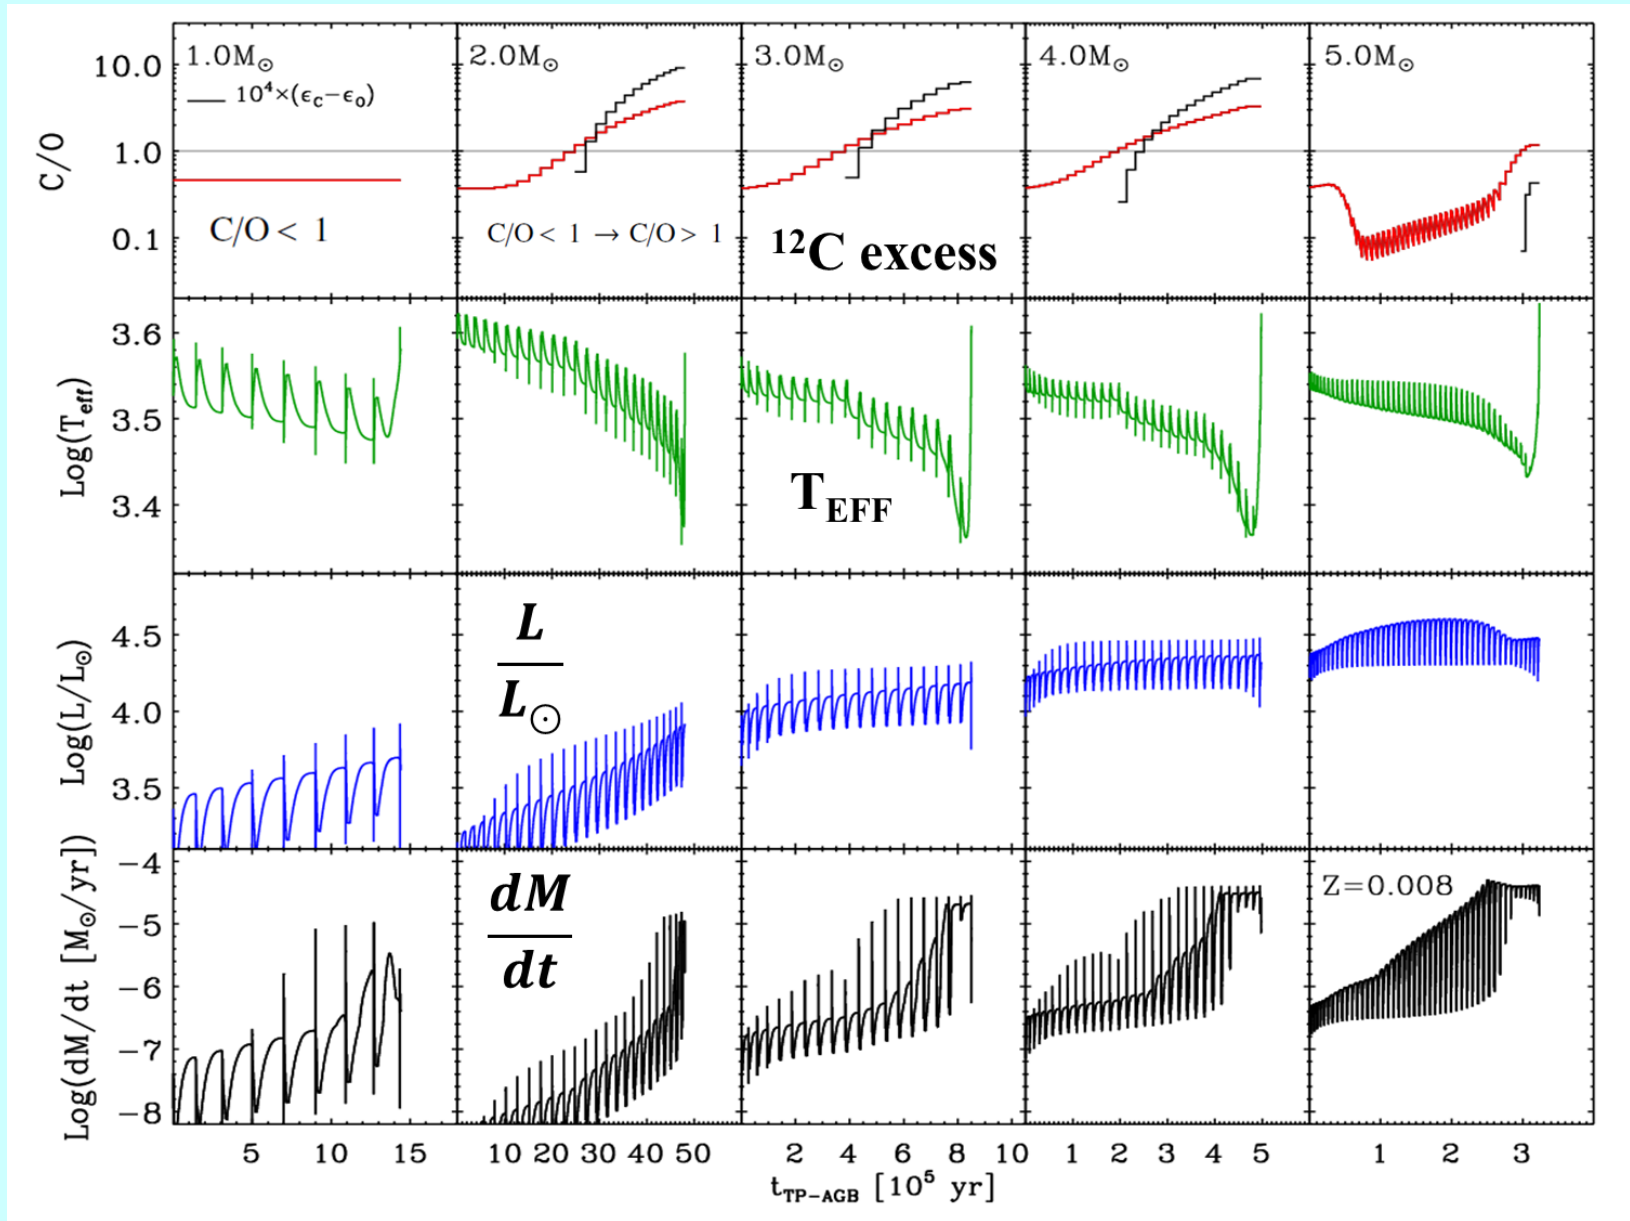 1.0M⊙ 2.0M⊙ 3.0M⊙ 4.0M⊙ 5.0M⊙
10⁴×(ε_C−ε_O)
C/O
10.0
1.0
0.1
C/O < 1
C/O < 1 → C/O > 1
¹²C excess
Log(T_eff)
3.6
3.5
3.4
T_EFF
Log(L/L⊙)
4.5
4.0
3.5
L
L⊙
Log(dM/dt [M⊙/yr])
−4
−5
−6
−7
−8
dM
dt
Z=0.008
5 10 15 10 20 30 40 50 2 4 6 8 10 1 2 3 4 5 1 2 3
t_TP−AGB [10⁵ yr]